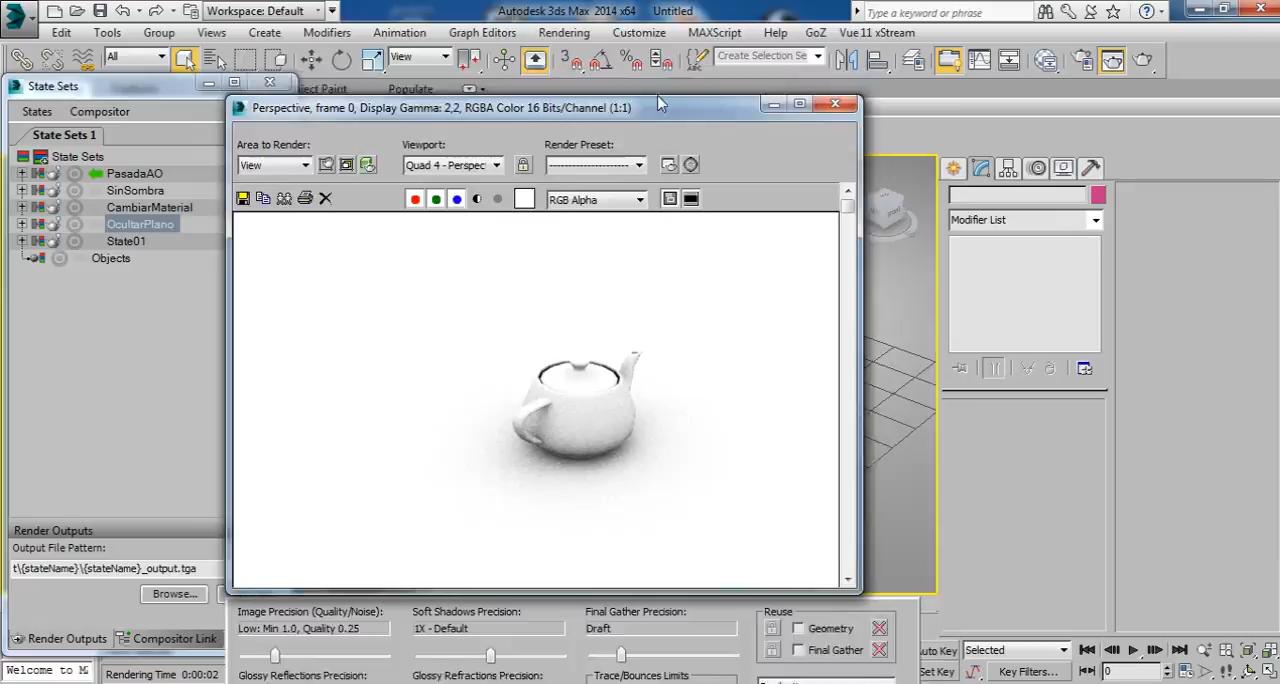 Workspace: Default
Autodesk 3ds Max 2014 x64 Untitled
Type a keyword or phrase
Edit Tools Group Views Create Modifiers Animation Graph Editors Rendering Customize MAXScript Help GoZ Vue 11 xStream
All
View
Create Selection Se
State Sets
Populate
States Compositor
State Sets 1
State Sets
PasadaAO
SinSombra
CambiarMaterial
OcultarPlano
State01
Objects
Render Outputs
Output File Pattern:
t\{stateName}\{stateName}_output.tga
Browse...
Render Outputs Compositor Link
Perspective, frame 0, Display Gamma: 2,2, RGBA Color 16 Bits/Channel (1:1)
Area to Render:
View
Viewport:
Quad 4 - Perspec
Render Preset:
--------------------
RGB Alpha
Modifier List
Image Precision (Quality/Noise):
Low: Min 1.0, Quality 0.25
Soft Shadows Precision:
1X - Default
Final Gather Precision:
Draft
Reuse
Geometry
Final Gather
Glossy Reflections Precision:
Glossy Refractions Precision:
Trace/Bounces Limits
Auto Key
Selected
Set Key
Key Filters...
0
Welcome to M
Rendering Time 0:00:02